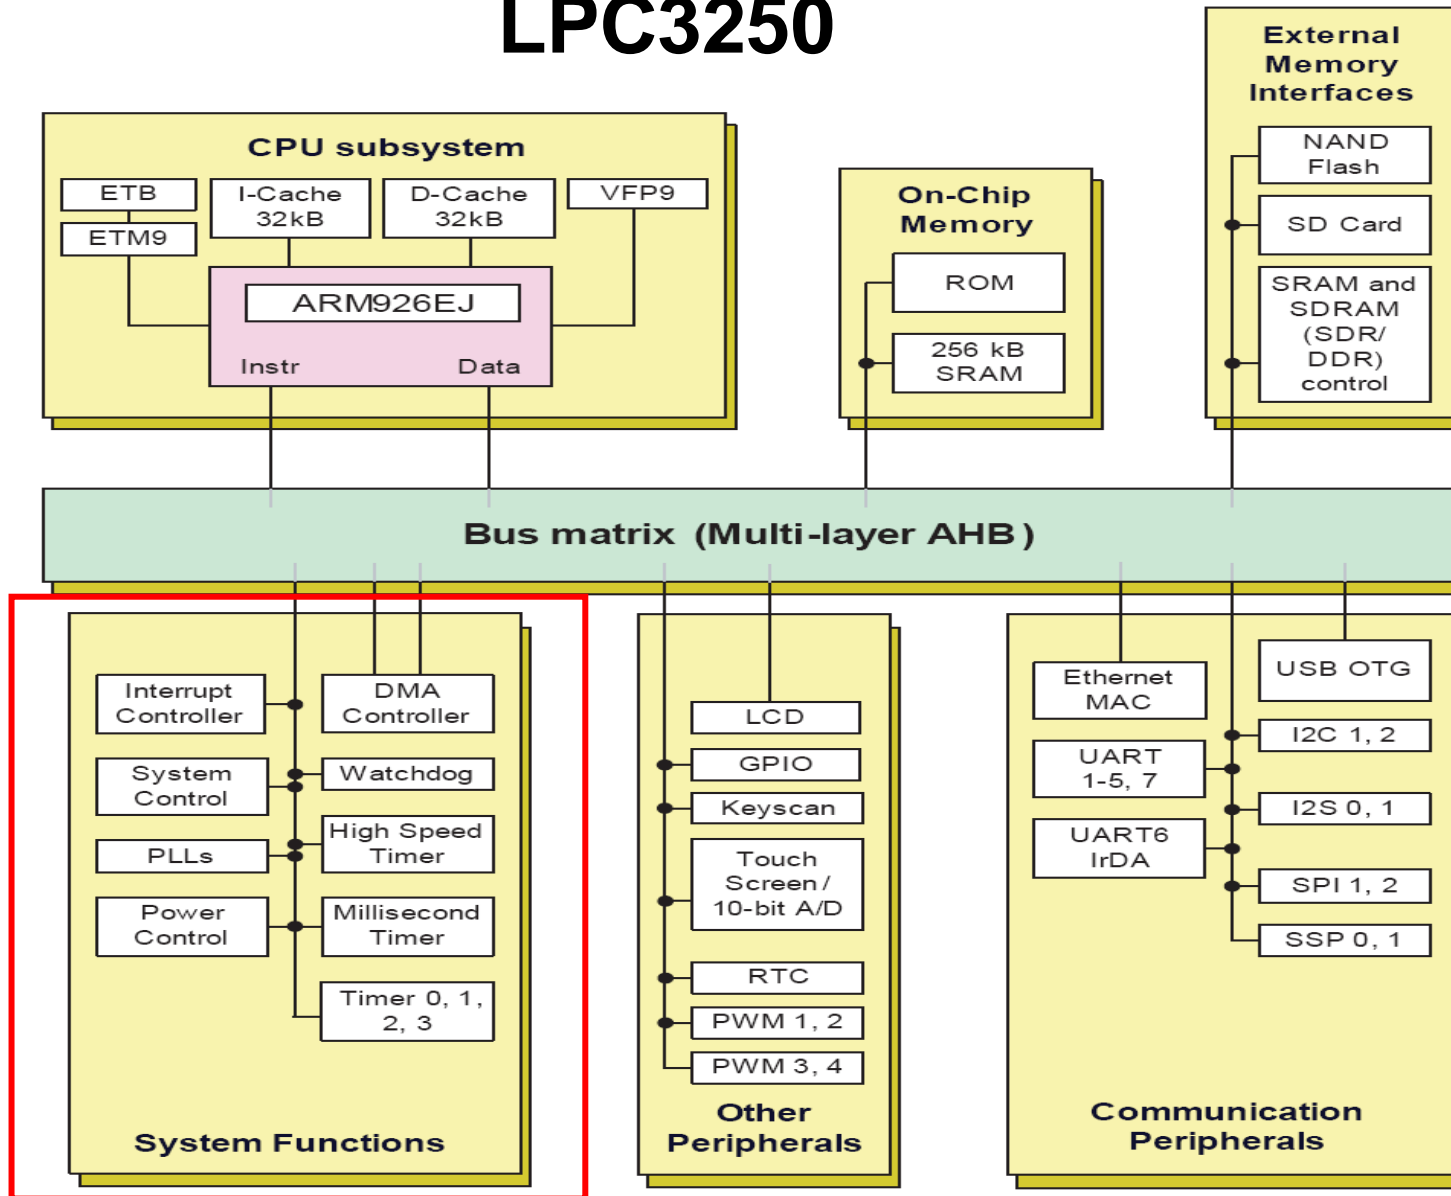 LPC3250
CPU subsystem
ETB
ETM9
I-Cache
32kB
D-Cache
32kB
VFP9
ARM926EJ
Instr
Data
On-Chip
Memory
ROM
256 kB
SRAM
External
Memory
Interfaces
NAND
Flash
SD Card
SRAM and
SDRAM
(SDR/
DDR)
control
Bus matrix (Multi-layer AHB)
Interrupt
Controller
System
Control
PLLs
Power
Control
DMA
Controller
Watchdog
High Speed
Timer
Millisecond
Timer
Timer 0, 1,
2, 3
System Functions
LCD
GPIO
Keyscan
Touch
Screen/
10-bit A/D
RTC
PWM 1, 2
PWM 3, 4
Other
Peripherals
Ethernet
MAC
UART
1-5, 7
UART6
IrDA
USB OTG
I2C 1, 2
I2S 0, 1
SPI 1, 2
SSP 0, 1
Communication
Peripherals